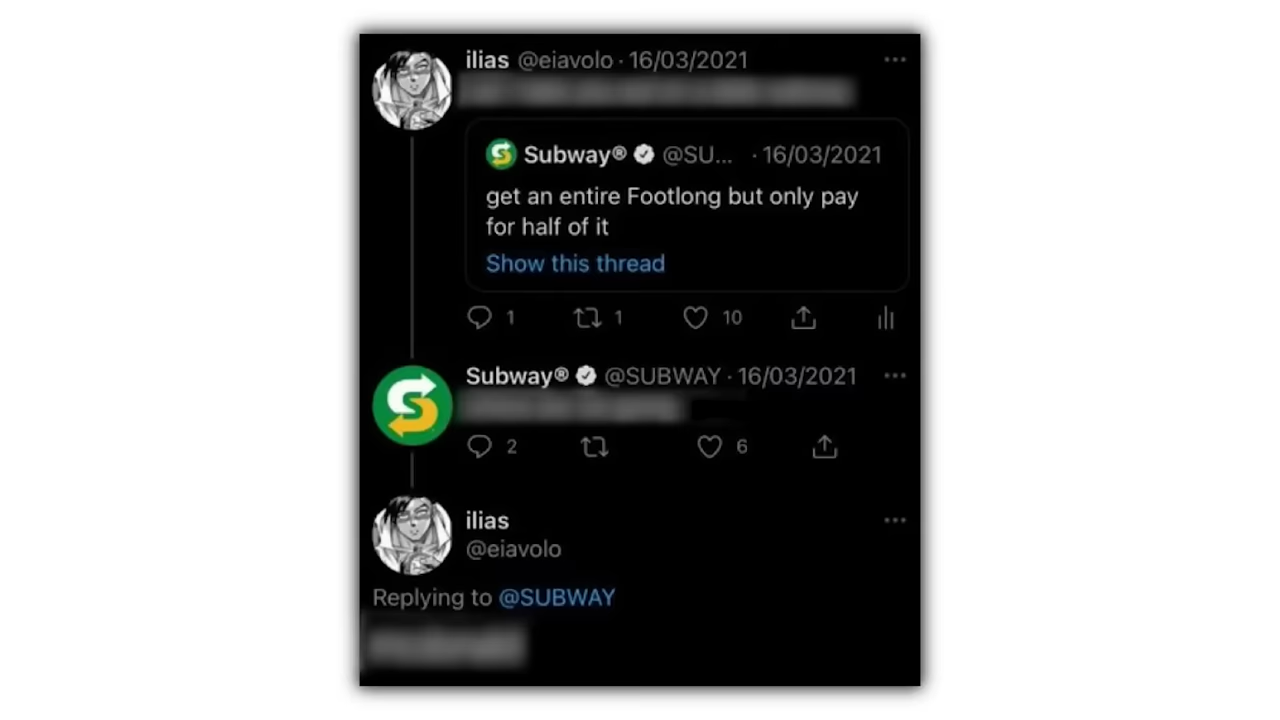 ilias @eiavolo · 16/03/2021
Subway® @SU... · 16/03/2021
get an entire Footlong but only pay
for half of it
Show this thread
1 1 10
Subway® @SUBWAY · 16/03/2021
2 6
ilias
@eiavolo
Replying to @SUBWAY